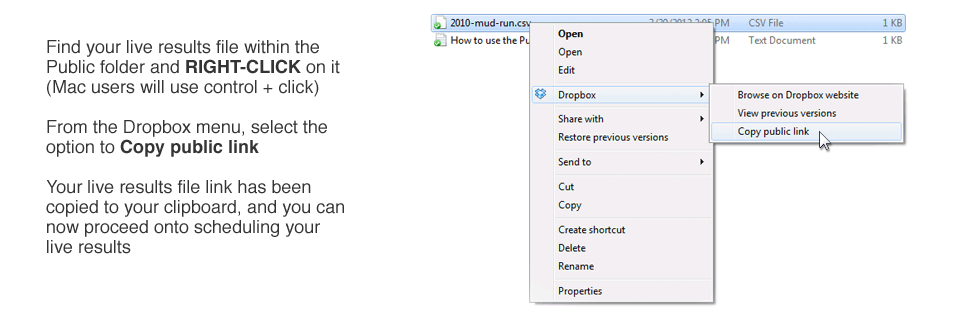 Find your live results file within the
Public folder and RIGHT-CLICK on it
(Mac users will use control + click)
From the Dropbox menu, select the
option to Copy public link
Your live results file link has been
copied to your clipboard, and you can
now proceed onto scheduling your
live results
2010-mud-run.csv PM CSV File 1 KB
How to use the Pu PM Text Document 1 KB
Open
Open
Edit
Dropbox
Share with
Restore previous versions
Send to
Cut
Copy
Create shortcut
Delete
Rename
Properties
Browse on Dropbox website
View previous versions
Copy public link